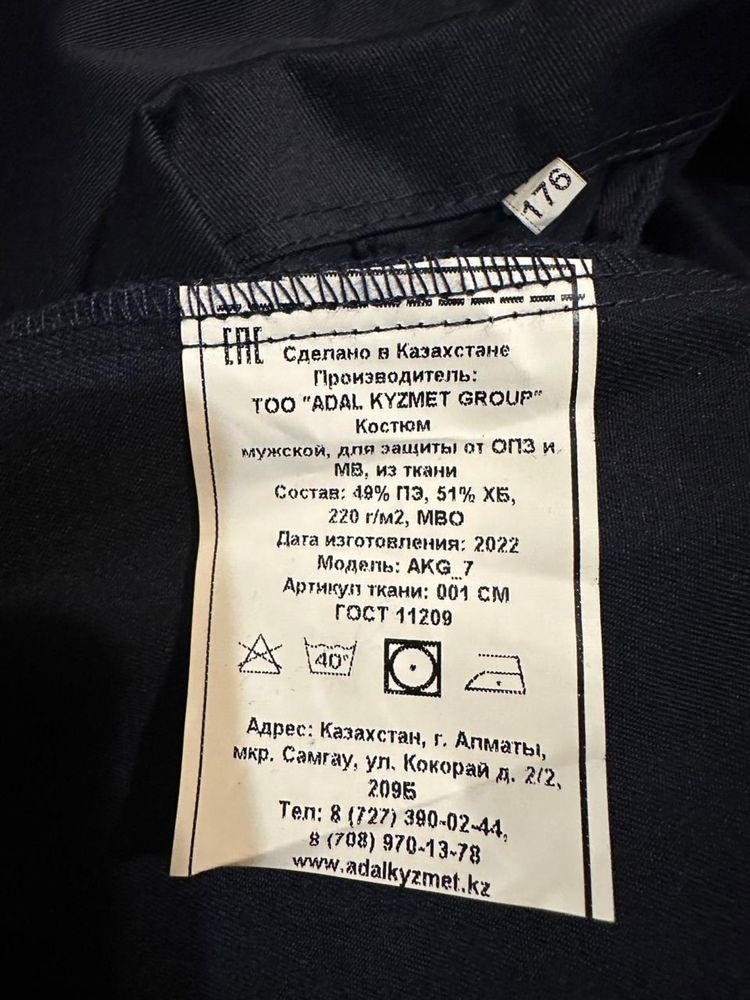 176
ЕАС Сделано в Казахстане
Производитель:
ТОО "ADAL KYZMET GROUP"
Костюм
мужской, для защиты от ОПЗ и
МВ, из ткани
Состав: 49% ПЭ, 51% ХБ,
220 г/м2, МВО
Дата изготовления: 2022
Модель: AKG_7
Артикул ткани: 001 СМ
ГОСТ 11209
40°
Адрес: Казахстан, г. Алматы,
мкр. Самгау, ул. Кокорай д. 2/2,
209Б
Тел: 8 (727) 390-02-44,
8 (708) 970-13-78
www.adalkyzmet.kz